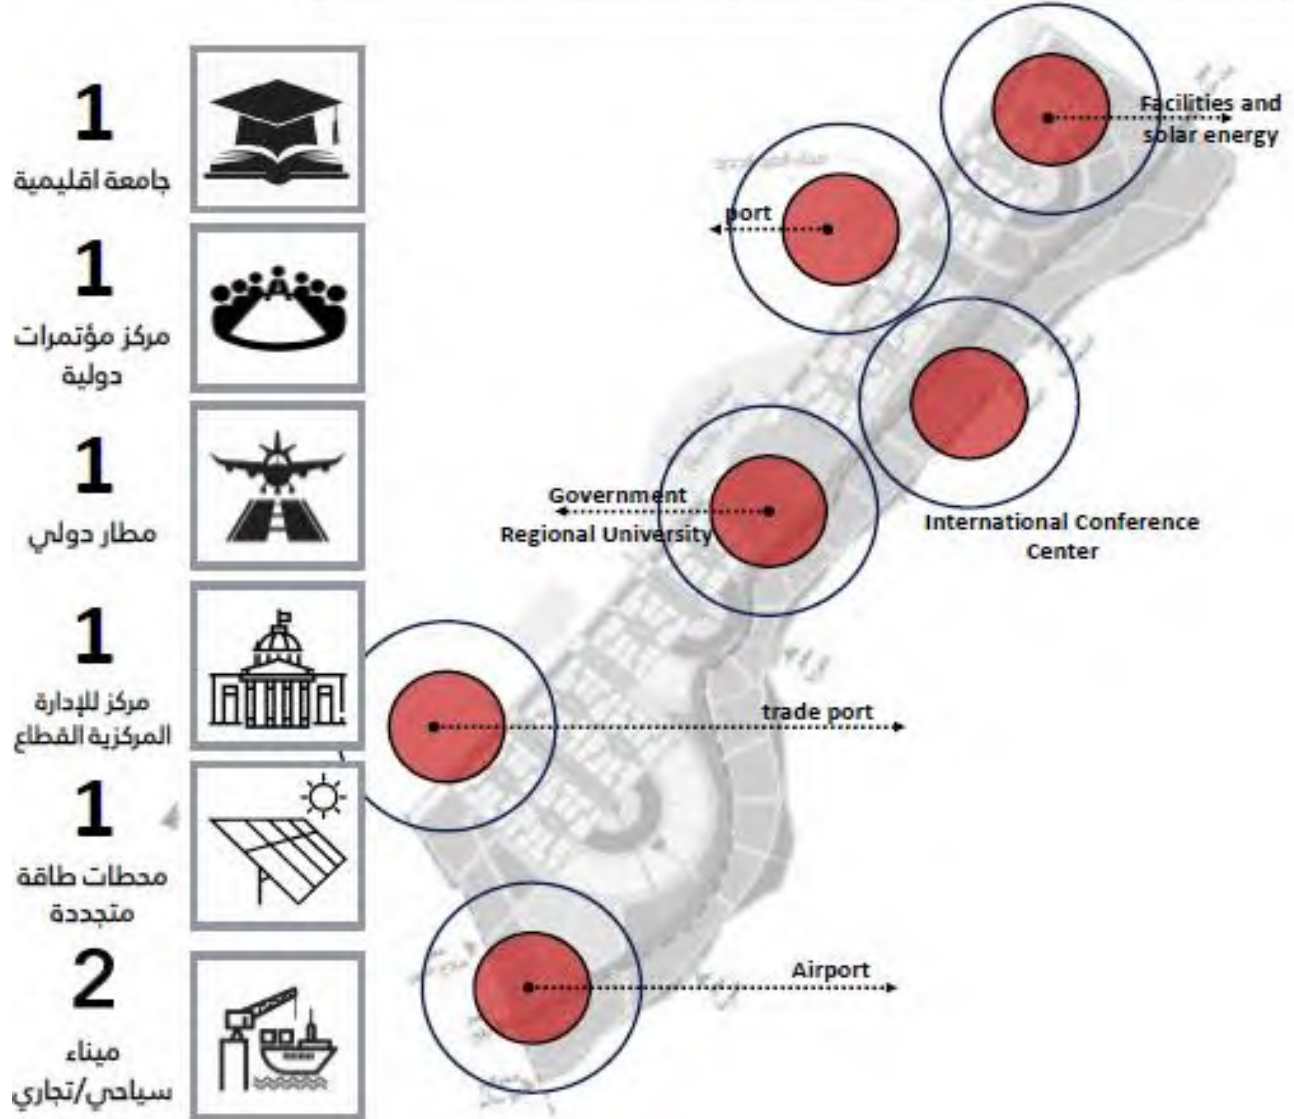 1
جامعة اقليمية
1
مركز مؤتمرات
دولية
1
مطار دولي
1
مركز للإدارة
المركزية القطاع
1
محطات طاقة
متجددة
2
ميناء
سياحي/تجاري
Facilities and
solar energy
port
Government
Regional University
International Conference
Center
trade port
Airport